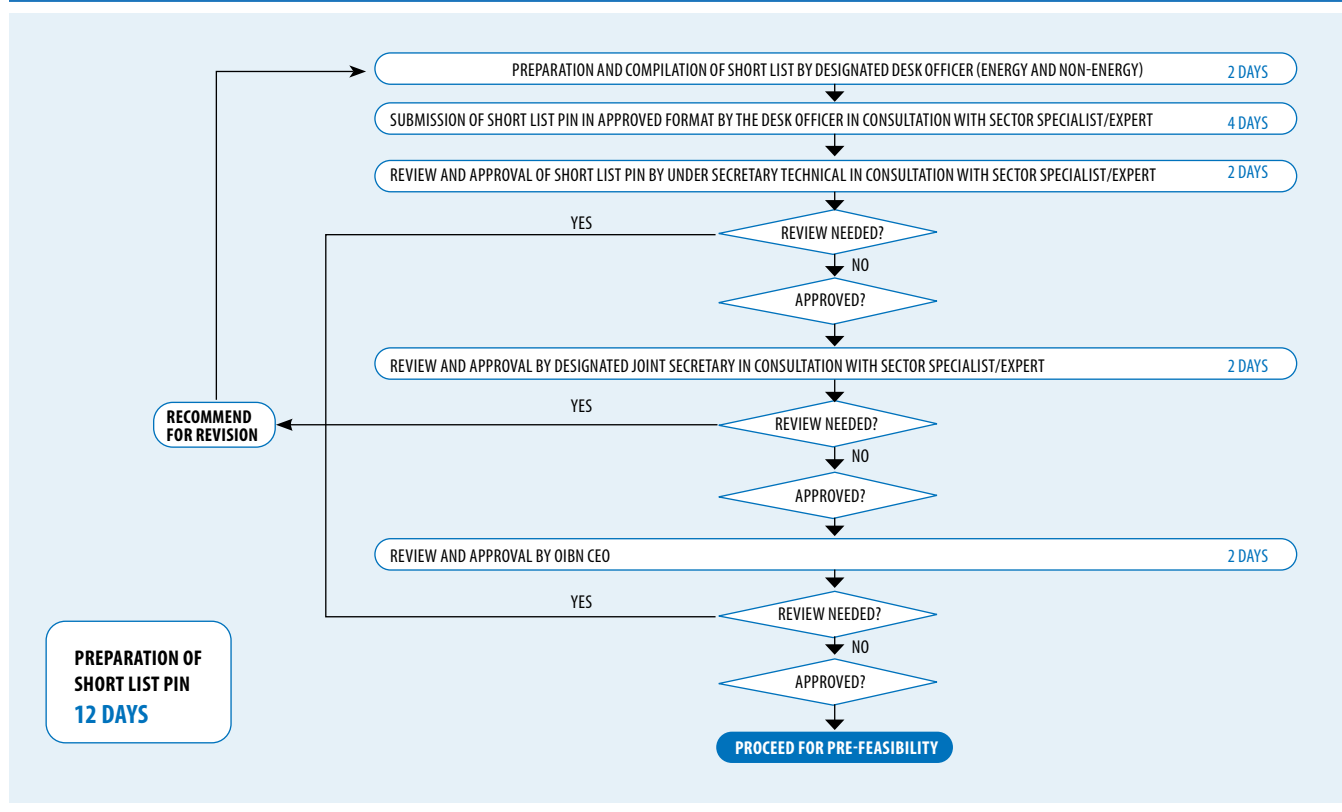 PREPARATION AND COMPILATION OF SHORT LIST BY DESIGNATED DESK OFFICER (ENERGY AND NON-ENERGY) 2 DAYS
SUBMISSION OF SHORT LIST PIN IN APPROVED FORMAT BY THE DESK OFFICER IN CONSULTATION WITH SECTOR SPECIALIST/EXPERT 4 DAYS
REVIEW AND APPROVAL OF SHORT LIST PIN BY UNDER SECRETARY TECHNICAL IN CONSULTATION WITH SECTOR SPECIALIST/EXPERT 2 DAYS
YES
REVIEW NEEDED?
NO
APPROVED?
REVIEW AND APPROVAL BY DESIGNATED JOINT SECRETARY IN CONSULTATION WITH SECTOR SPECIALIST/EXPERT 2 DAYS
YES
RECOMMEND
FOR REVISION
REVIEW NEEDED?
NO
APPROVED?
REVIEW AND APPROVAL BY OIBN CEO 2 DAYS
YES
REVIEW NEEDED?
NO
APPROVED?
PROCEED FOR PRE-FEASIBILITY
PREPARATION OF
SHORT LIST PIN
12 DAYS